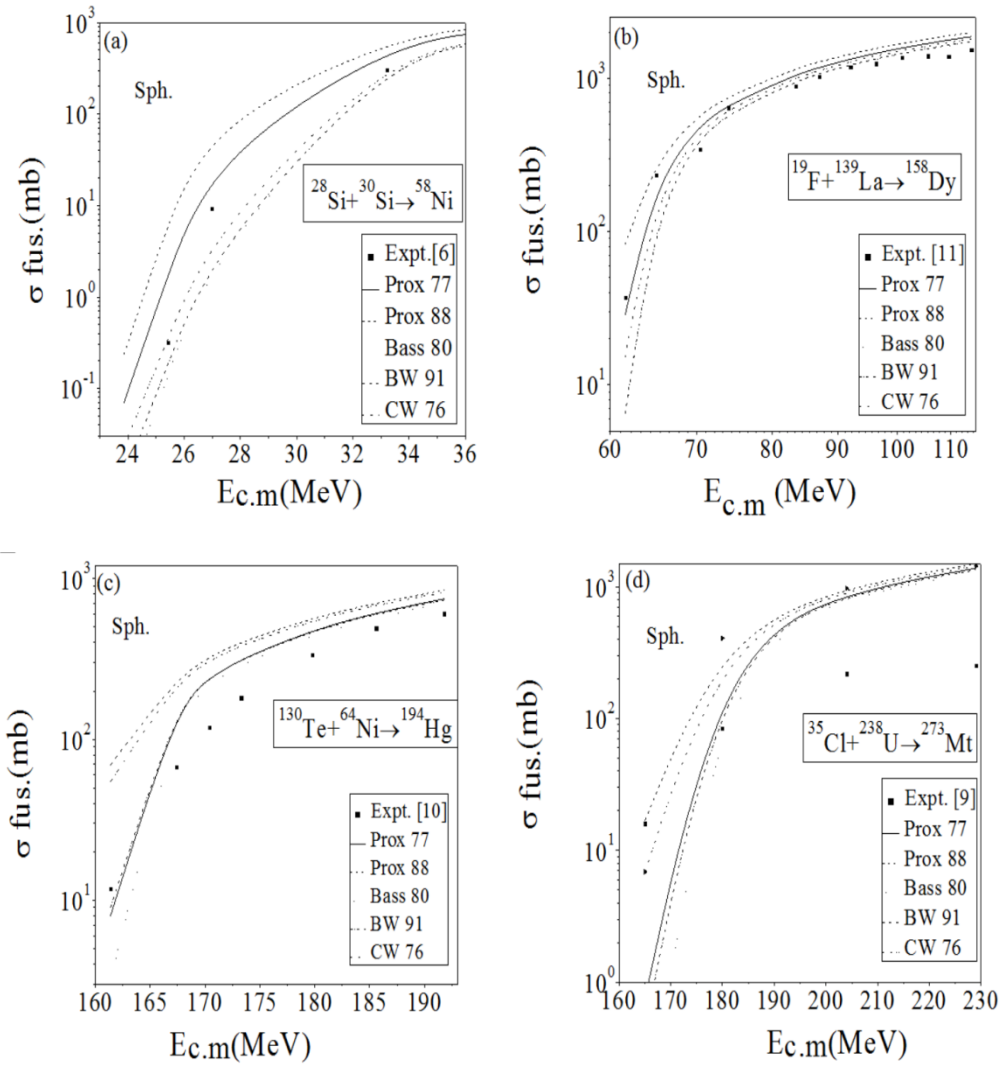 (a)
Sph.
²⁸Si+³⁰Si→⁵⁸Ni
Expt.[6]
Prox 77
Prox 88
Bass 80
BW 91
CW 76
σ fus.(mb)
10³
10²
10¹
10⁰
10⁻¹
24 26 28 30 32 34 36
Ec.m(MeV)
(b)
Sph.
¹⁹F+¹³⁹La→¹⁵⁸Dy
Expt. [11]
Prox 77
Prox 88
Bass 80
BW 91
CW 76
σ fus.(mb)
10³
10²
10¹
60 70 80 90 100 110
Ec.m (MeV)
(c)
Sph.
¹³⁰Te+⁶⁴Ni→¹⁹⁴Hg
Expt. [10]
Prox 77
Prox 88
Bass 80
BW 91
CW 76
σ fus.(mb)
10³
10²
10¹
160 165 170 175 180 185 190
Ec.m(MeV)
(d)
Sph.
³⁵Cl+²³⁸U→²⁷³Mt
Expt. [9]
Prox 77
Prox 88
Bass 80
BW 91
CW 76
σ fus.(mb)
10³
10²
10¹
10⁰
160 165 170 180 190 200 210 220 230
Ec.m(MeV)